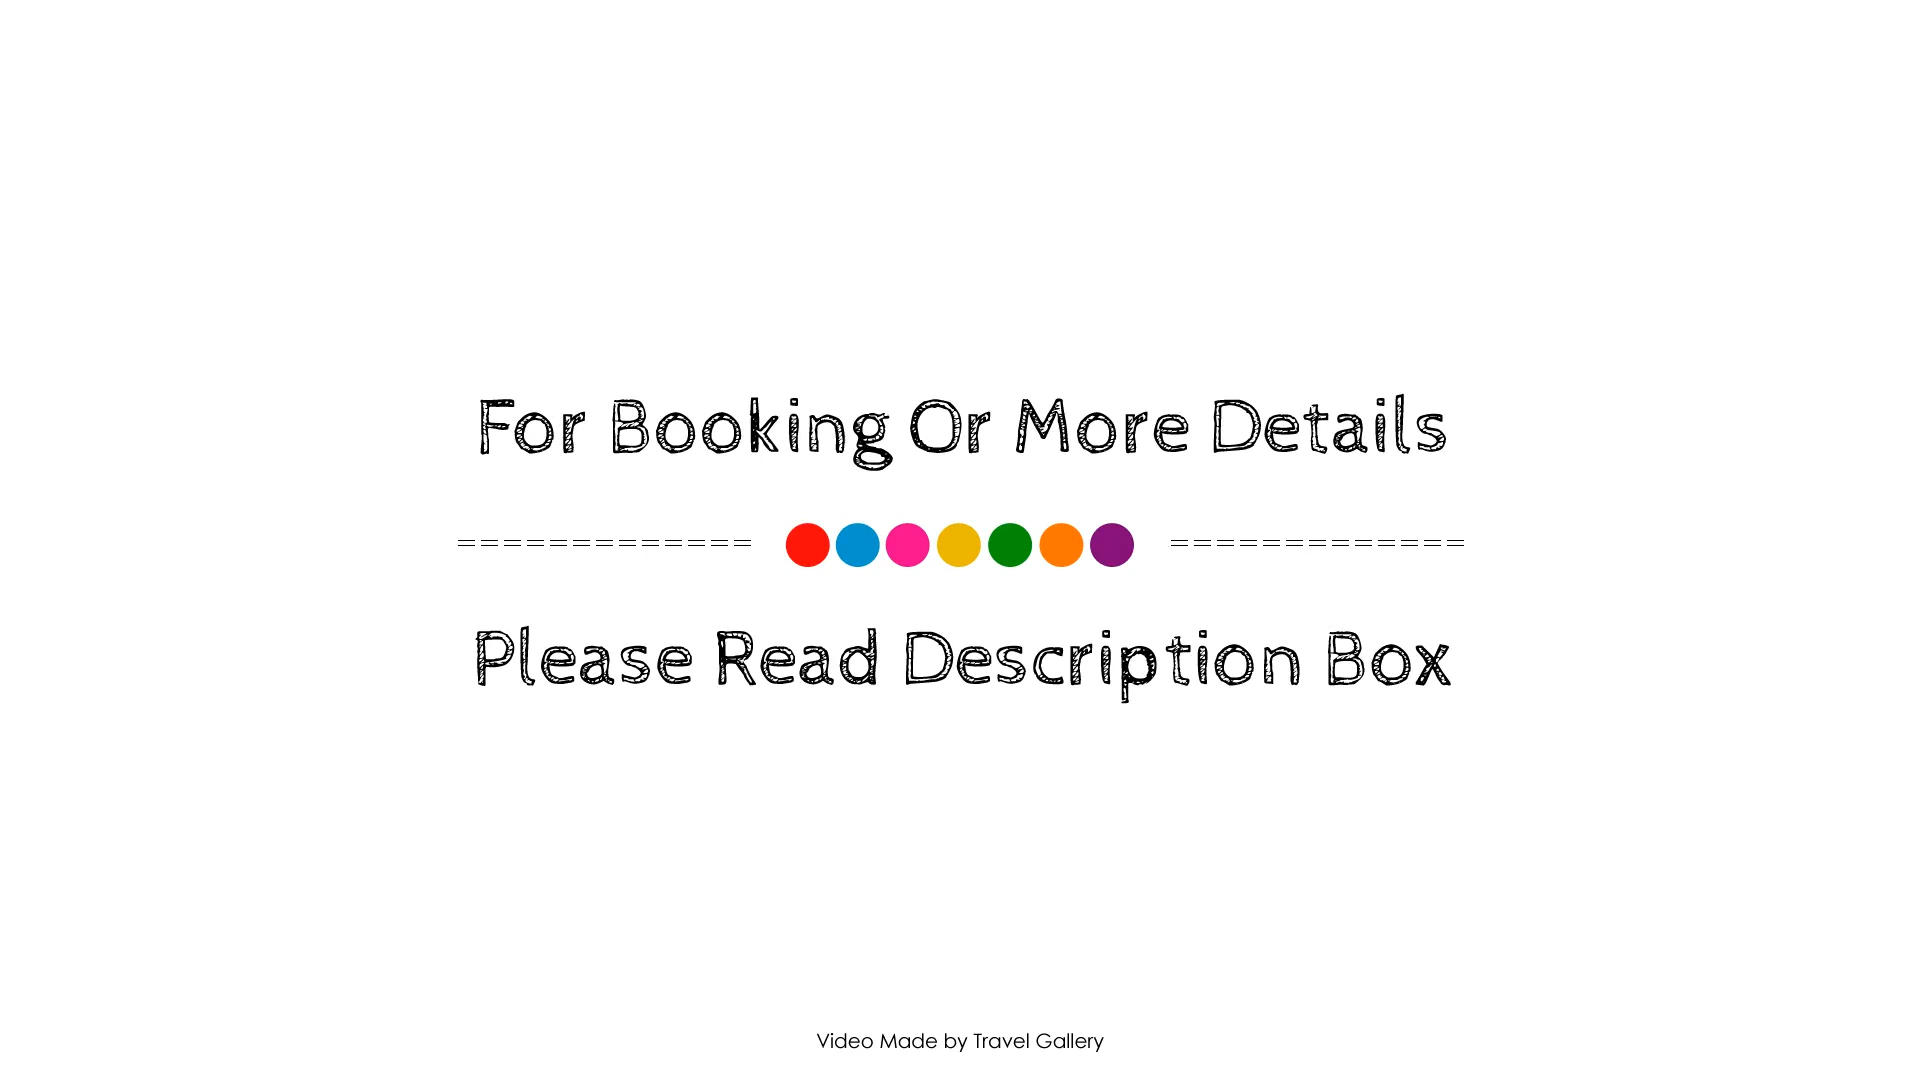 For Booking Or More Details
============= =============
Please Read Description Box
Video Made by Travel Gallery